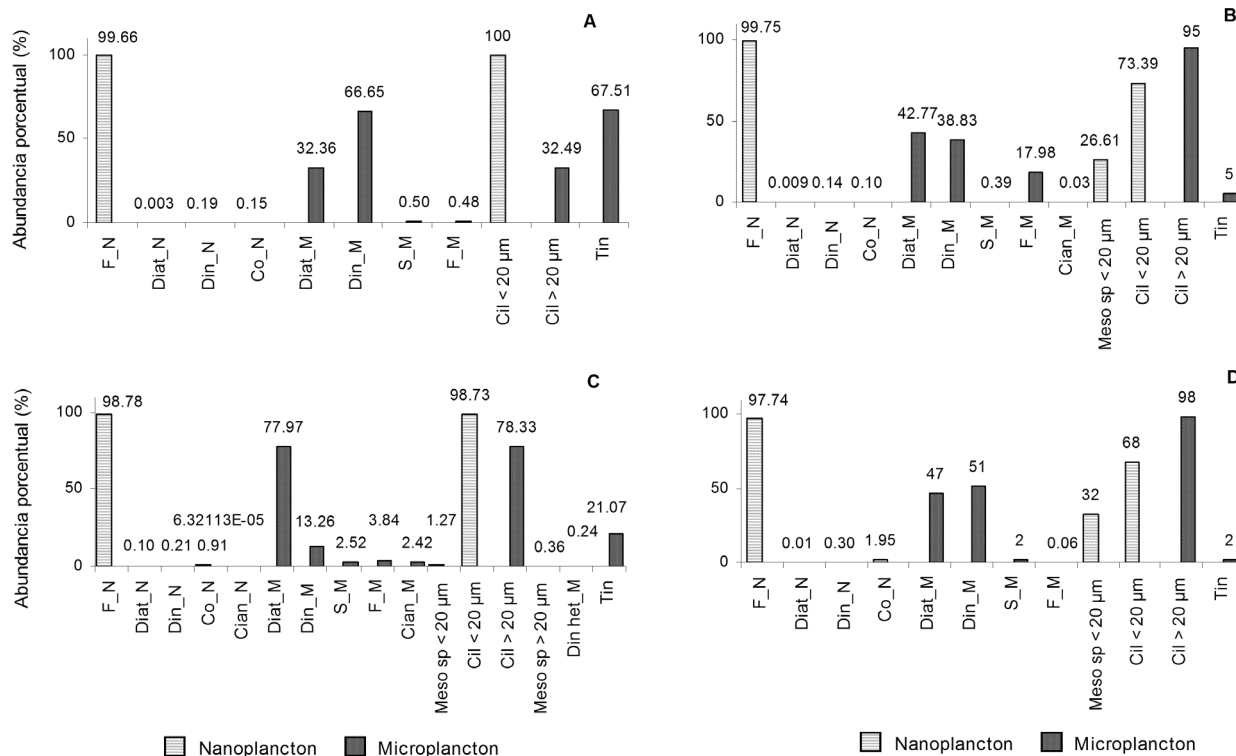 A
Abundancia porcentual (%)
100
50
0
99.66
0.003
0.19
0.15
32.36
66.65
0.50
0.48
100
32.49
67.51
F_N
Diat_N
Din_N
Co_N
Diat_M
Din_M
S_M
F_M
Cil < 20 µm
Cil > 20 µm
Tin
B
100
50
0
99.75
0.009
0.14
0.10
42.77
38.83
0.39
17.98
0.03
26.61
73.39
95
5
F_N
Diat_N
Din_N
Co_N
Diat_M
Din_M
S_M
F_M
Cian_M
Meso sp < 20 µm
Cil < 20 µm
Cil > 20 µm
Tin
C
Abundancia porcentual (%)
100
50
0
98.78
0.10
0.21
0.91
6.32113E-05
77.97
13.26
2.52
3.84
2.42
1.27
98.73
78.33
0.36
0.24
21.07
F_N
Diat_N
Din_N
Co_N
Cian_N
Diat_M
Din_M
S_M
F_M
Cian_M
Meso sp < 20 µm
Cil < 20 µm
Cil > 20 µm
Meso sp > 20 µm
Din het_M
Tin
Nanoplancton
Microplancton
D
100
50
0
97.74
0.01
0.30
1.95
47
51
2
0.06
32
68
98
2
F_N
Diat_N
Din_N
Co_N
Diat_M
Din_M
S_M
F_M
Meso sp < 20 µm
Cil < 20 µm
Cil > 20 µm
Tin
Nanoplancton
Microplancton